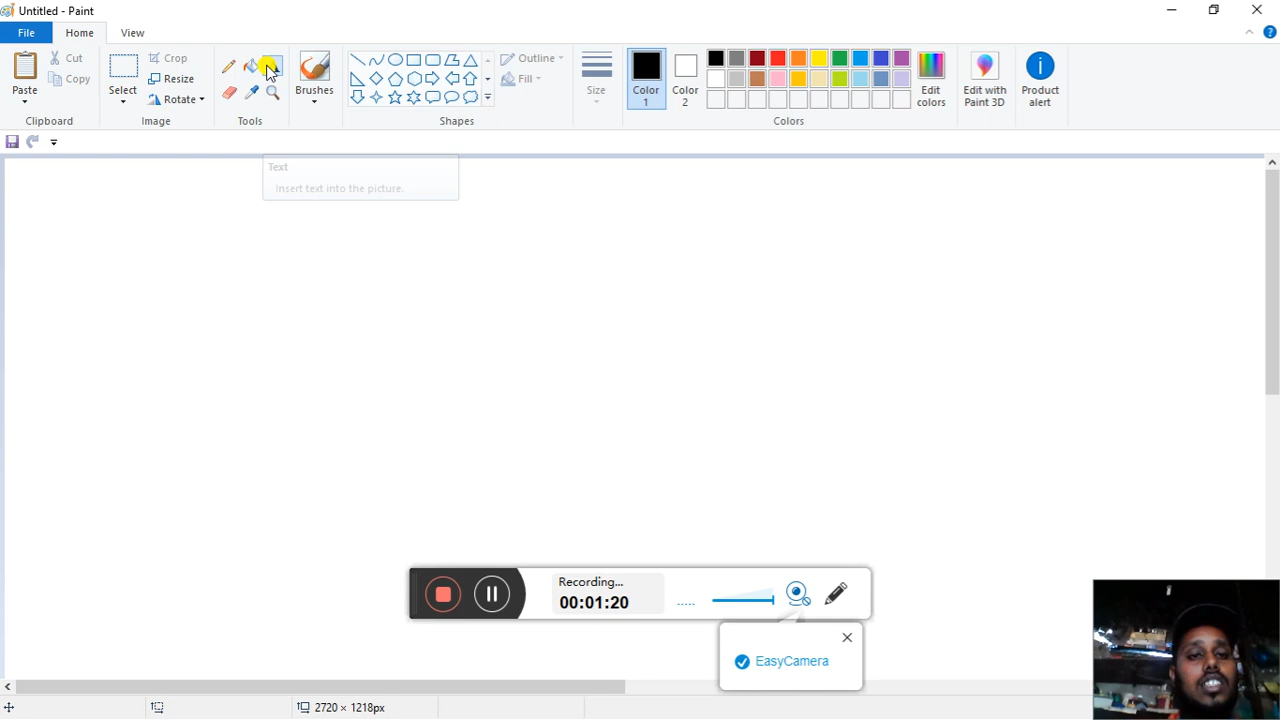 Untitled - Paint
File
Home
View
Paste
Cut
Copy
Clipboard
Select
Crop
Resize
Rotate
Image
Tools
Brushes
Shapes
Outline
Fill
Size
Color
1
Color
2
Colors
Edit
colors
Edit with
Paint 3D
Product
alert
Text
Insert text into the picture.
Recording...
00:01:20
EasyCamera
2720 × 1218px